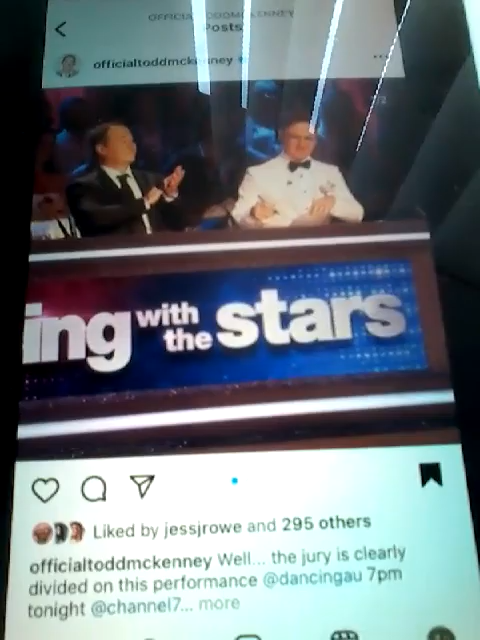 OFFICIALTODDMCKENNEY
Posts
officialtoddmckenney
ing with the stars
Liked by jessjrowe and 295 others
officialtoddmckenney Well... the jury is clearly
divided on this performance @dancingau 7pm
tonight @channel7... more